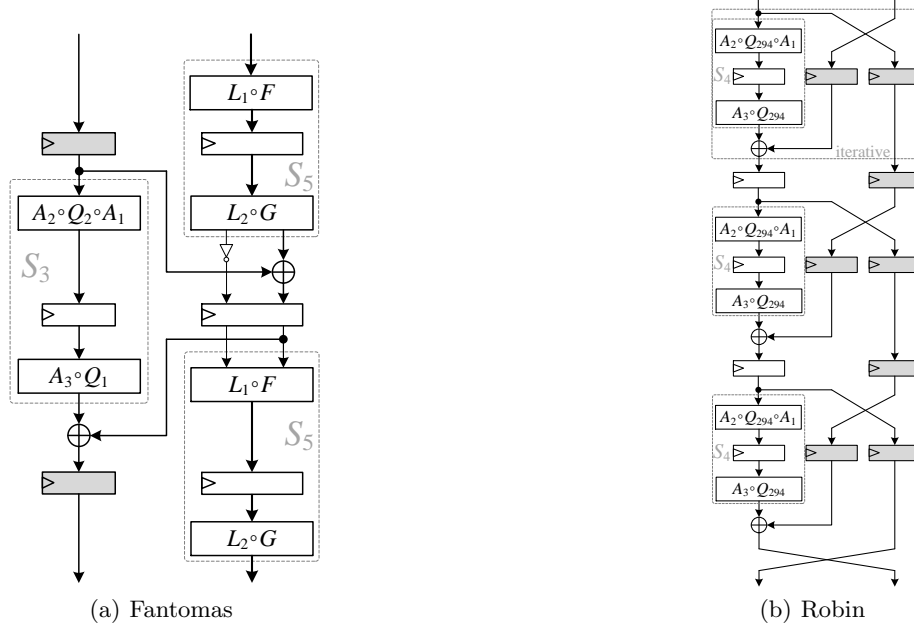 L₁∘F
S₅
L₂∘G
A₂∘Q₂∘A₁
S₃
A₃∘Q₁
L₁∘F
S₅
L₂∘G
(a) Fantomas
A₂∘Q₂₉₄∘A₁
S₄
A₃∘Q₂₉₄
iterative
A₂∘Q₂₉₄∘A₁
S₄
A₃∘Q₂₉₄
A₂∘Q₂₉₄∘A₁
S₄
A₃∘Q₂₉₄
(b) Robin